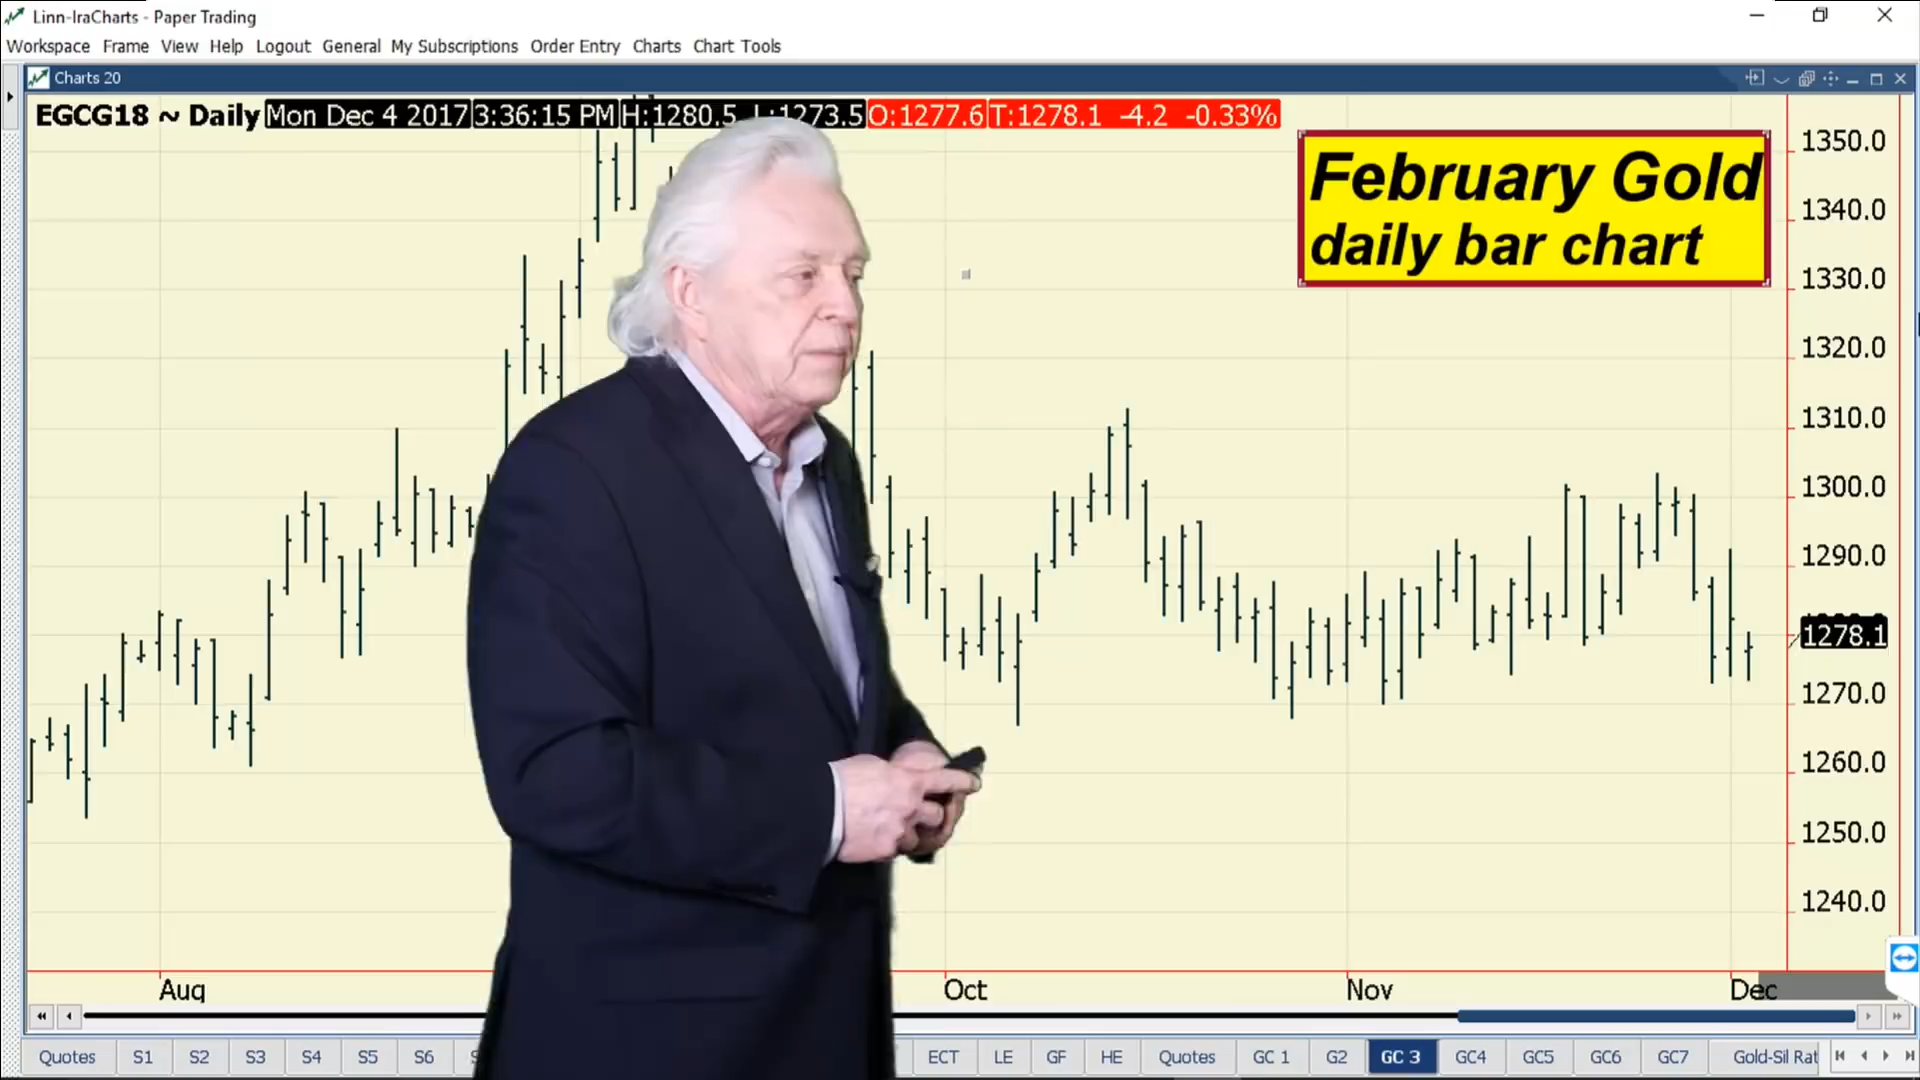 Linn-IraCharts - Paper Trading
Workspace Frame View Help Logout General My Subscriptions Order Entry Charts Chart Tools
Charts 20
EGCG18 ~ Daily Mon Dec 4 2017 3:36:15 PM H:1280.5 L:1273.5 O:1277.6 T:1278.1 -4.2 -0.33%
February Gold
daily bar chart
1350.0
1340.0
1330.0
1320.0
1310.0
1300.0
1290.0
1278.1
1270.0
1260.0
1250.0
1240.0
Aug Oct Nov Dec
Quotes S1 S2 S3 S4 S5 S6 ECT LE GF HE Quotes GC 1 G2 GC 3 GC4 GC5 GC6 GC7 Gold-Sil Rat